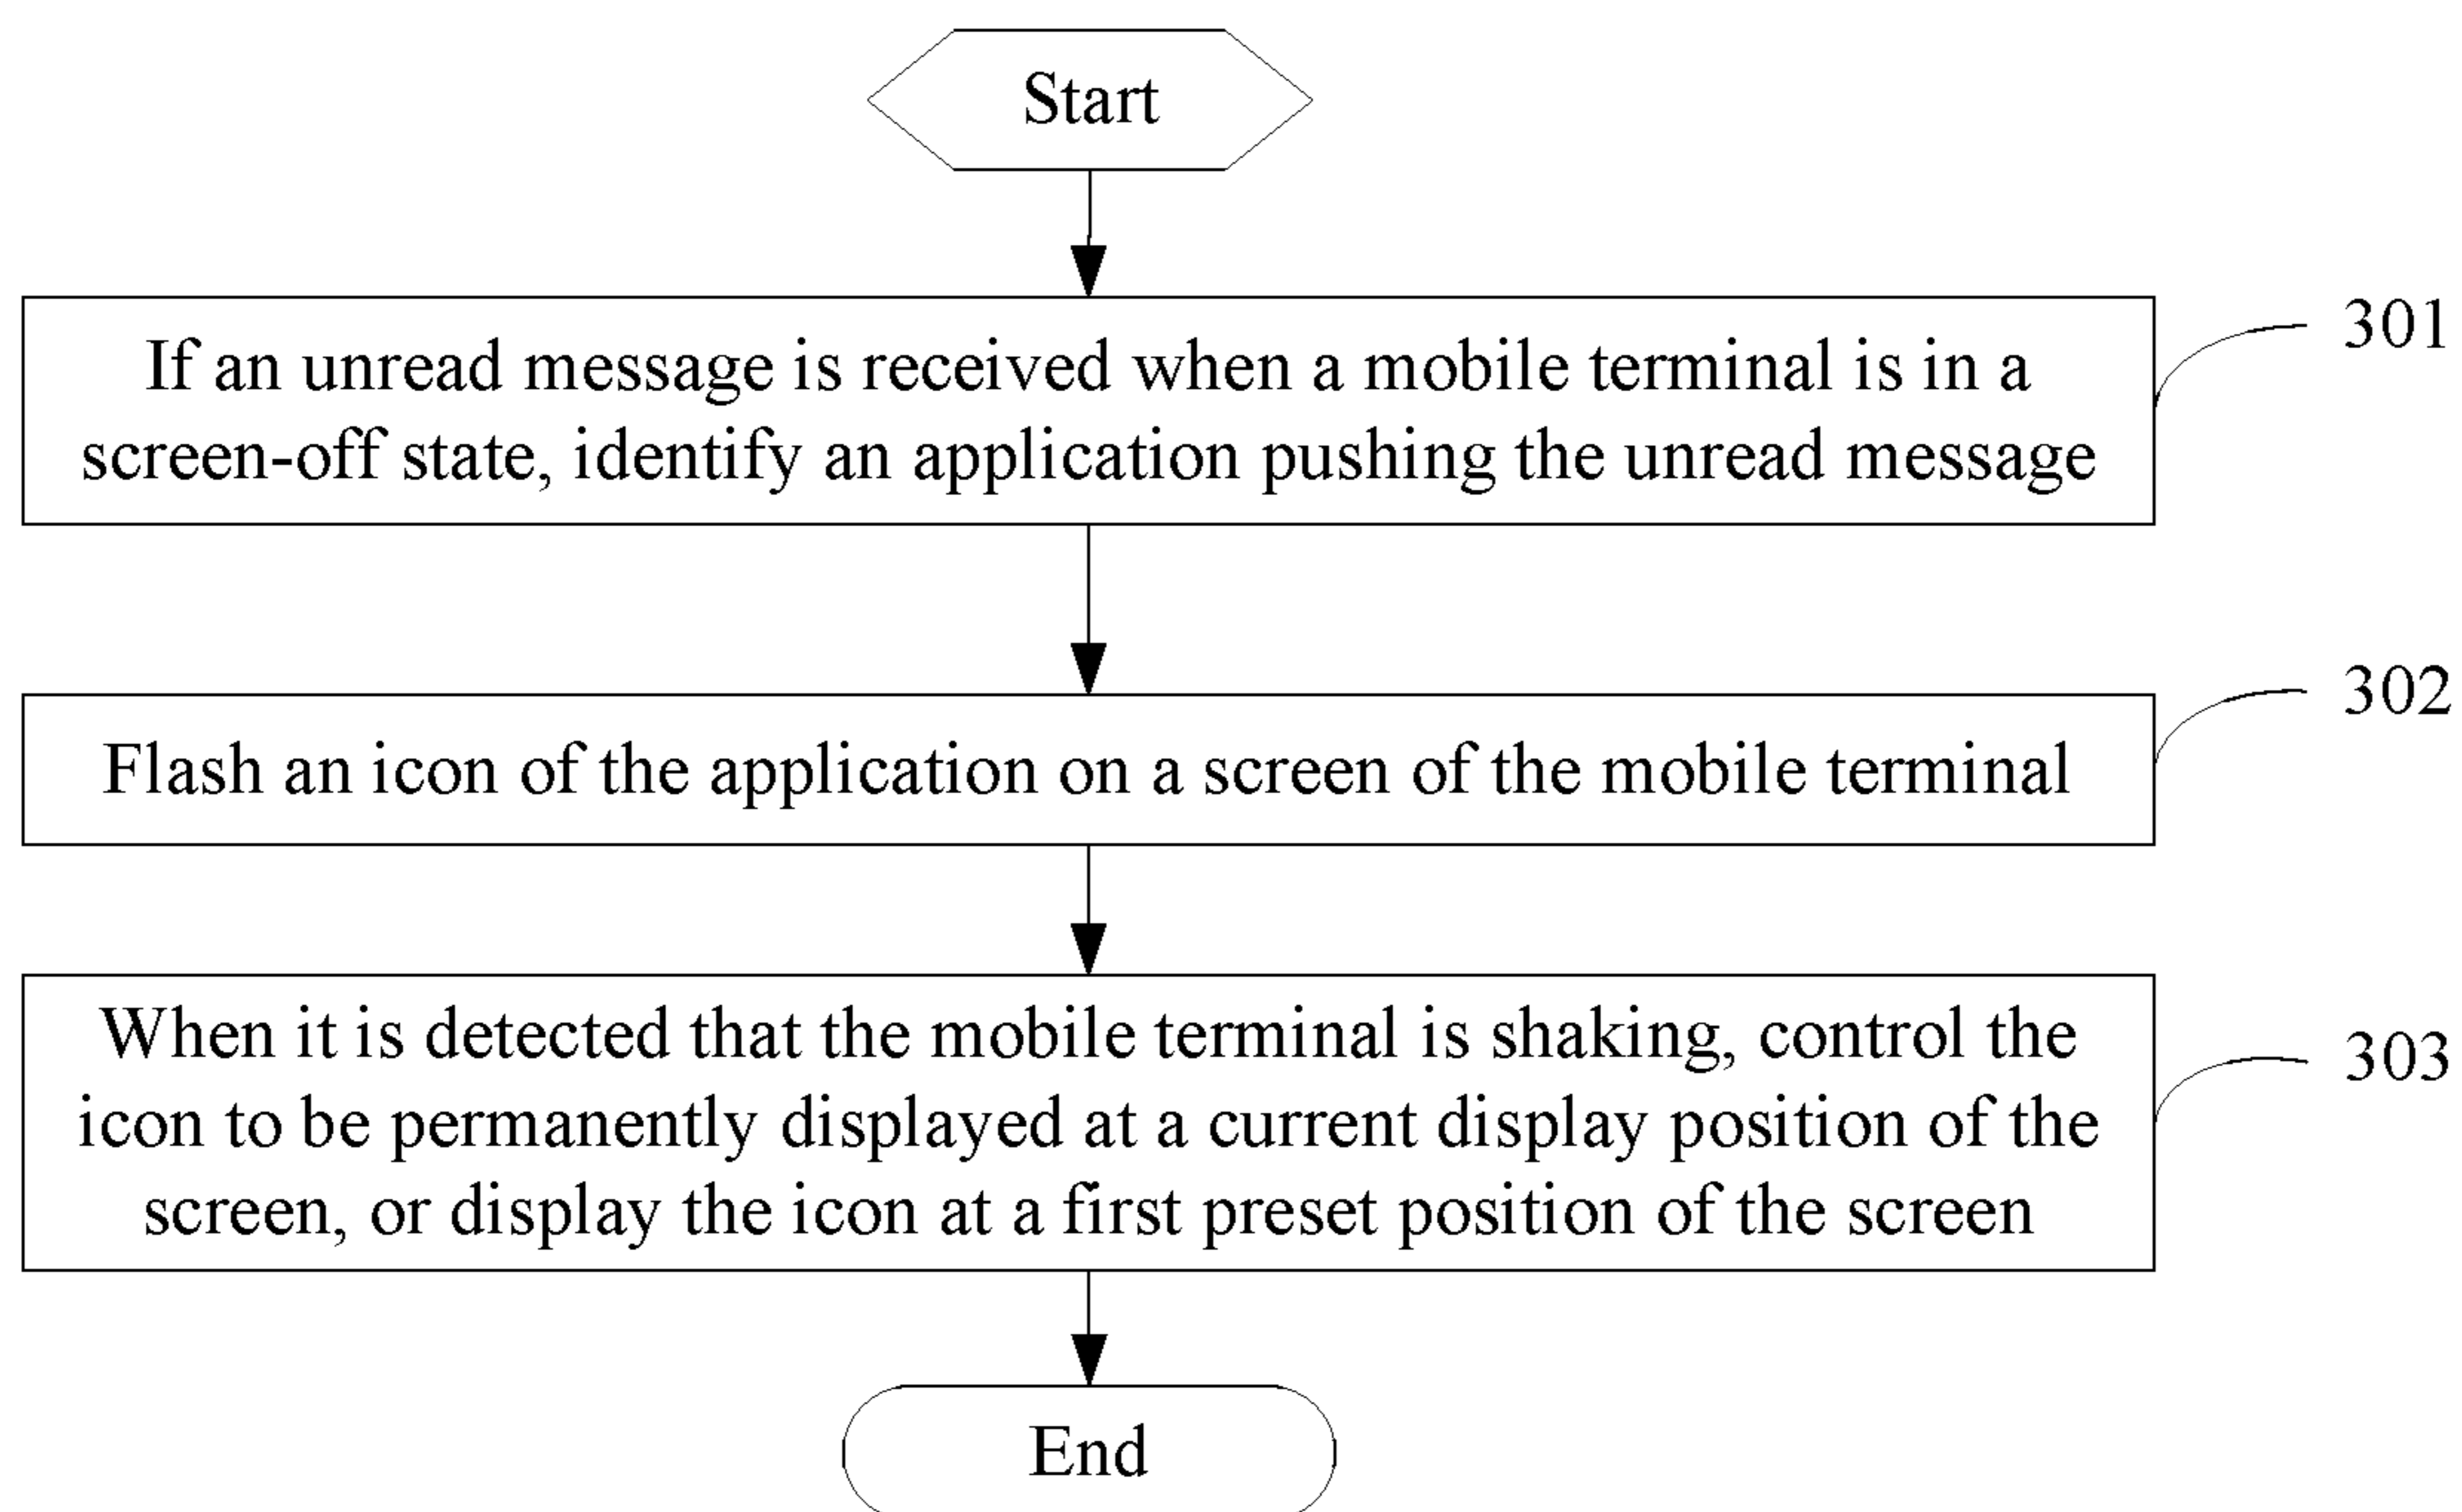 Start
If an unread message is received when a mobile terminal is in a
screen-off state, identify an application pushing the unread message
301
Flash an icon of the application on a screen of the mobile terminal
302
When it is detected that the mobile terminal is shaking, control the
icon to be permanently displayed at a current display position of the
screen, or display the icon at a first preset position of the screen
303
End